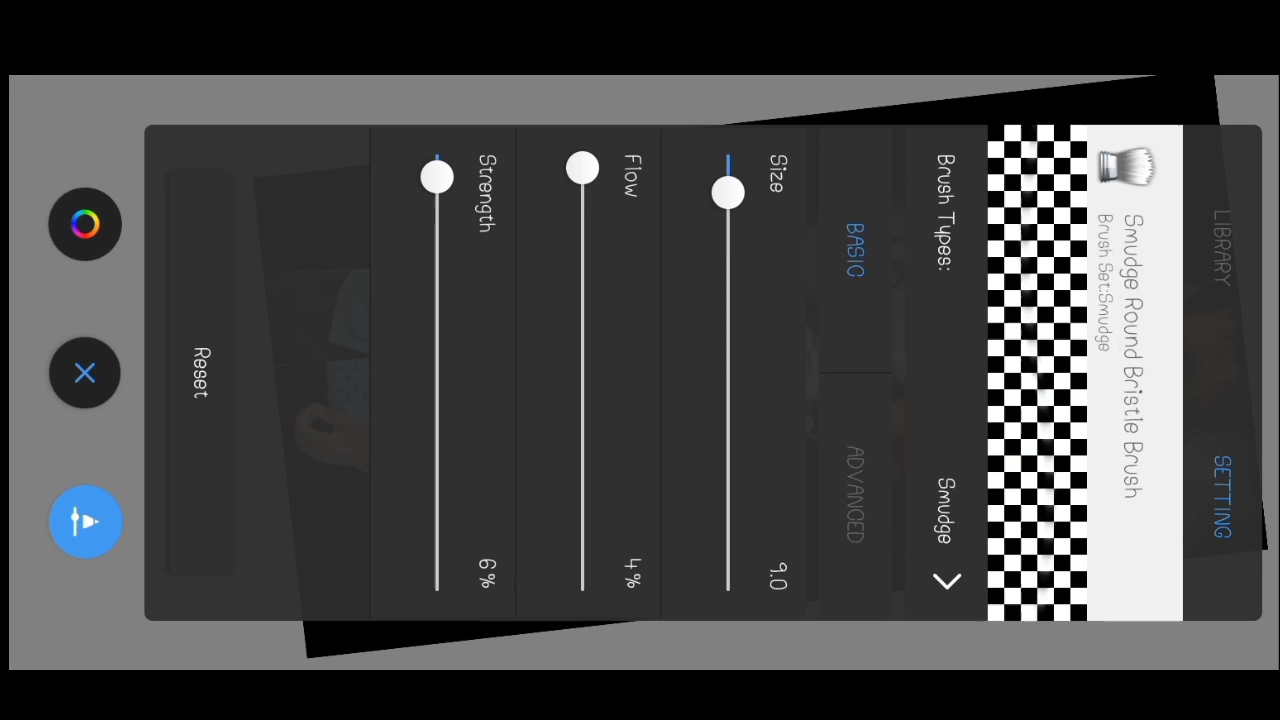 LIBRARY SETTING
Smudge Round Bristle Brush
Brush Set:Smudge
Brush Types: Smudge
BASIC ADVANCED
Size 9.0
Flow 4%
Strength 6%
Reset